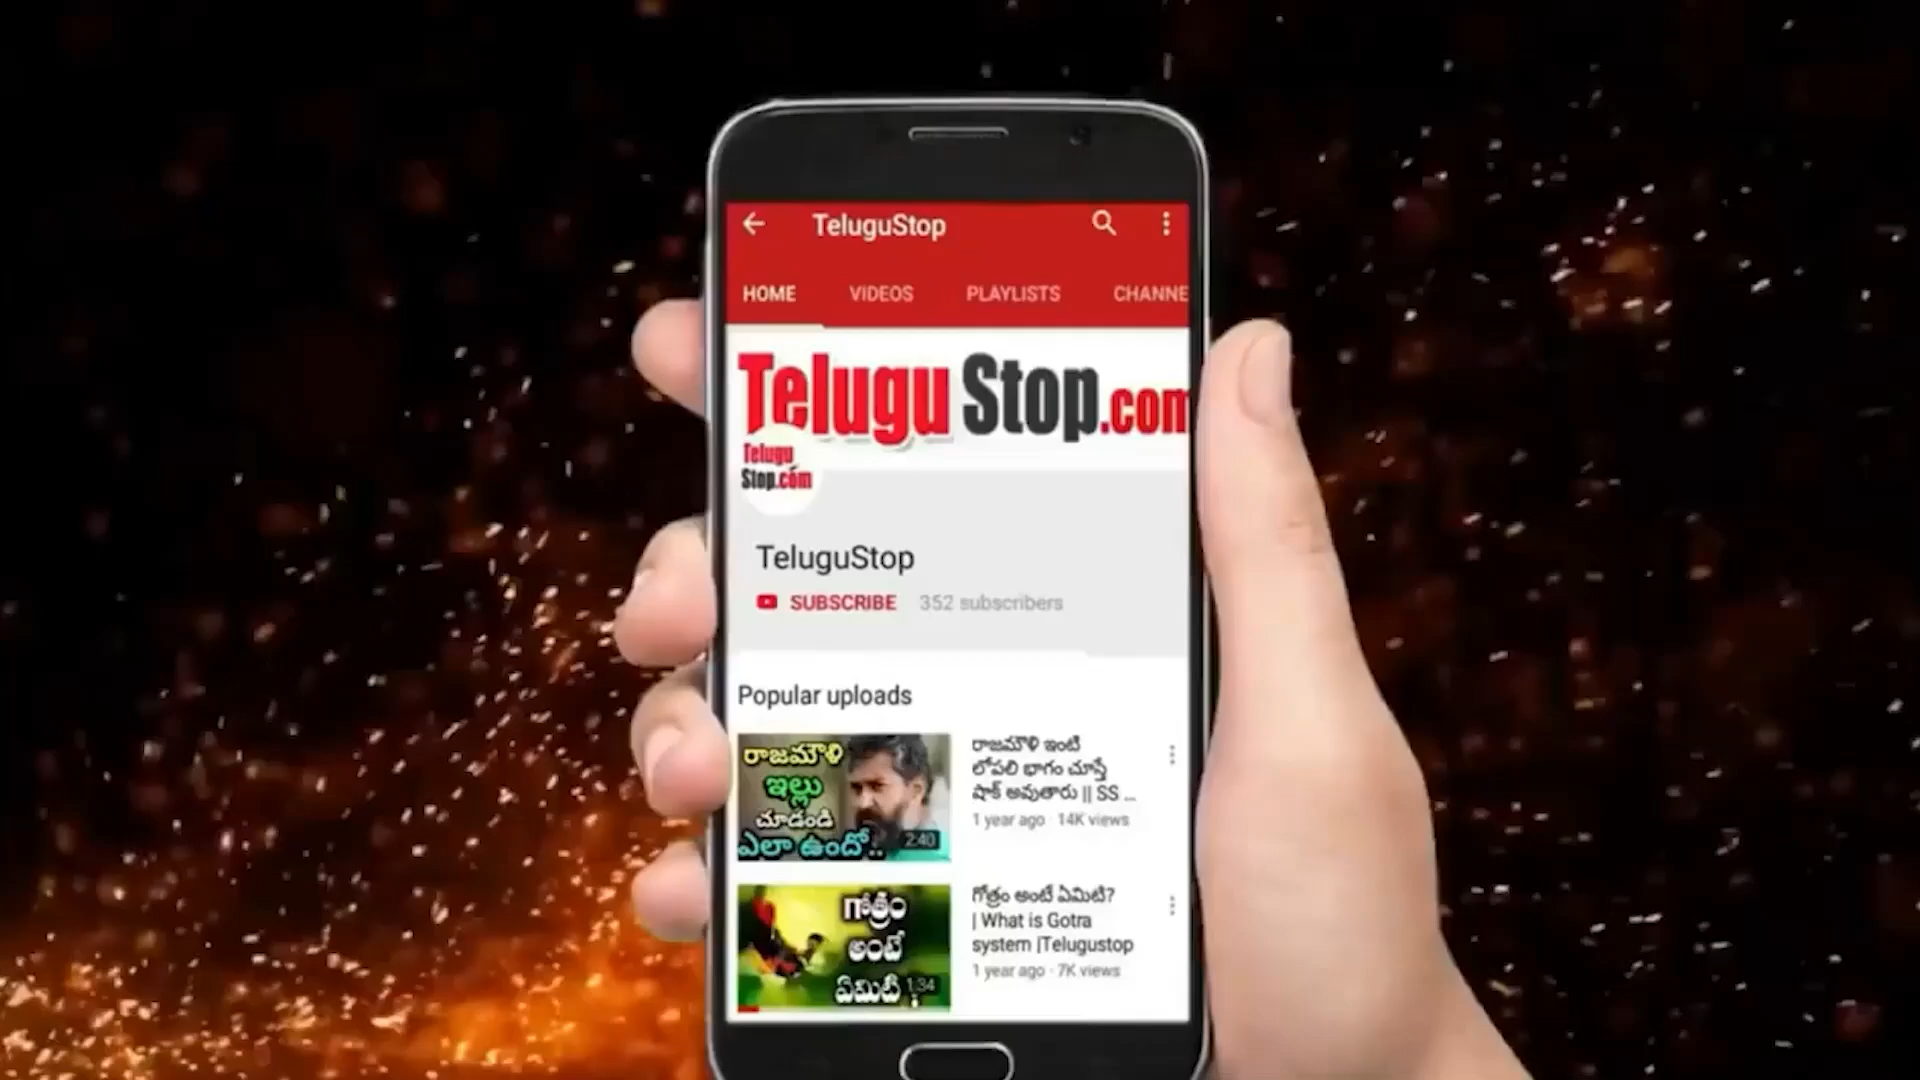 TeluguStop
HOME VIDEOS PLAYLISTS CHANNE
Telugu Stop.com
Telugu
Stop.com
TeluguStop
SUBSCRIBE 352 subscribers
Popular uploads
రాజమౌళి
ఇల్లు
చూడండి
ఎలా ఉందో..
2:40
రాజమౌళి ఇంటి
లోపలి భాగం చూస్తే
షాక్ అవుతారు || SS ...
1 year ago · 14K views
గోత్రం
అంటే
ఏమిటి ?
1:34
గోత్రం అంటే ఏమిటి?
| What is Gotra
system |Telugustop
1 year ago · 7K views